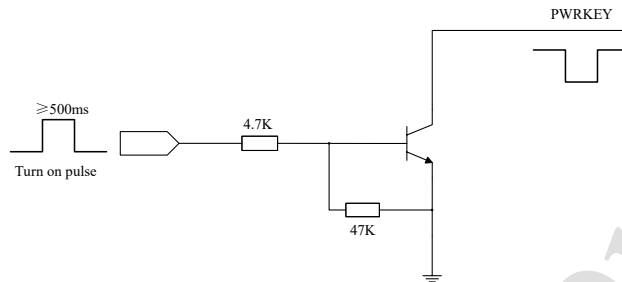 PWRKEY
≥500ms
4.7K
Turn on pulse
47K